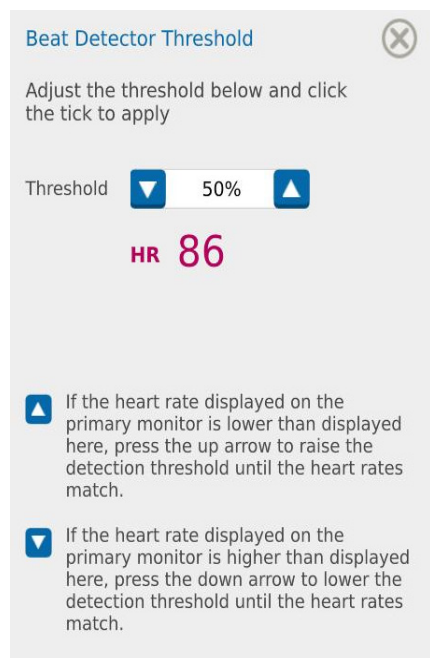 Beat Detector Threshold
Adjust the threshold below and click
the tick to apply
Threshold 50%
HR 86
If the heart rate displayed on the
primary monitor is lower than displayed
here, press the up arrow to raise the
detection threshold until the heart rates
match.
If the heart rate displayed on the
primary monitor is higher than displayed
here, press the down arrow to lower the
detection threshold until the heart rates
match.